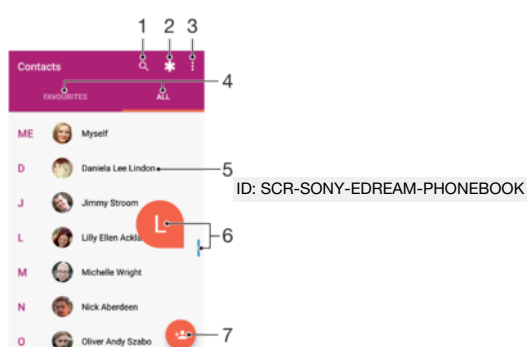 1 2 3
Contacts
4
FAVOURITES ALL
ME Myself
D Daniela Lee Lindon 5
ID: SCR-SONY-EDREAM-PHONEBOOK
J Jimmy Stroom
L
L Lilly Ellen Ackla 6
M Michelle Wright
N Nick Aberdeen
O Oliver Andy Szabo 7